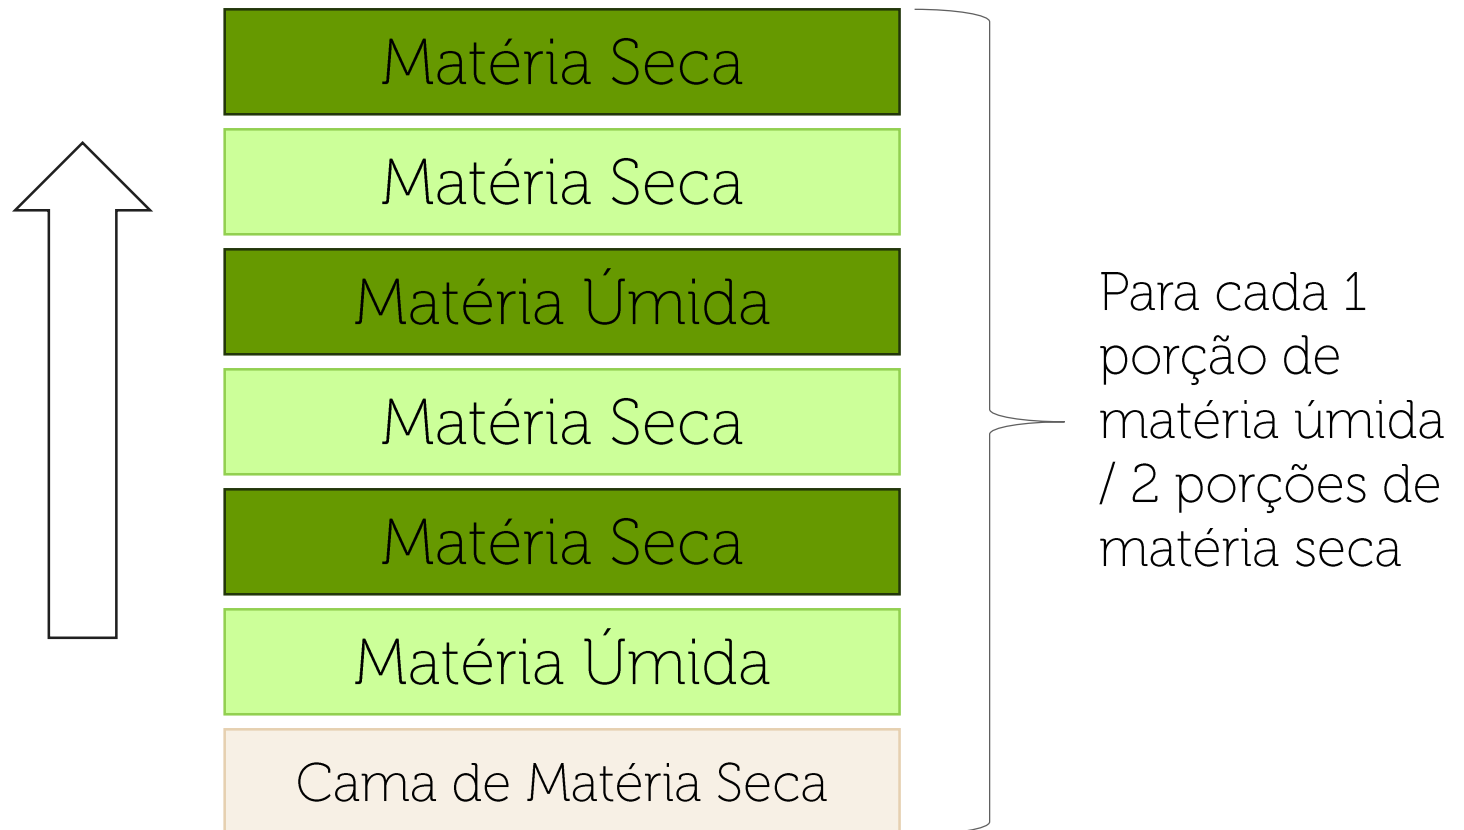 Matéria Seca
Matéria Seca
Matéria Úmida
Matéria Seca
Matéria Seca
Matéria Úmida
Cama de Matéria Seca
Para cada 1
porção de
matéria úmida
/ 2 porções de
matéria seca